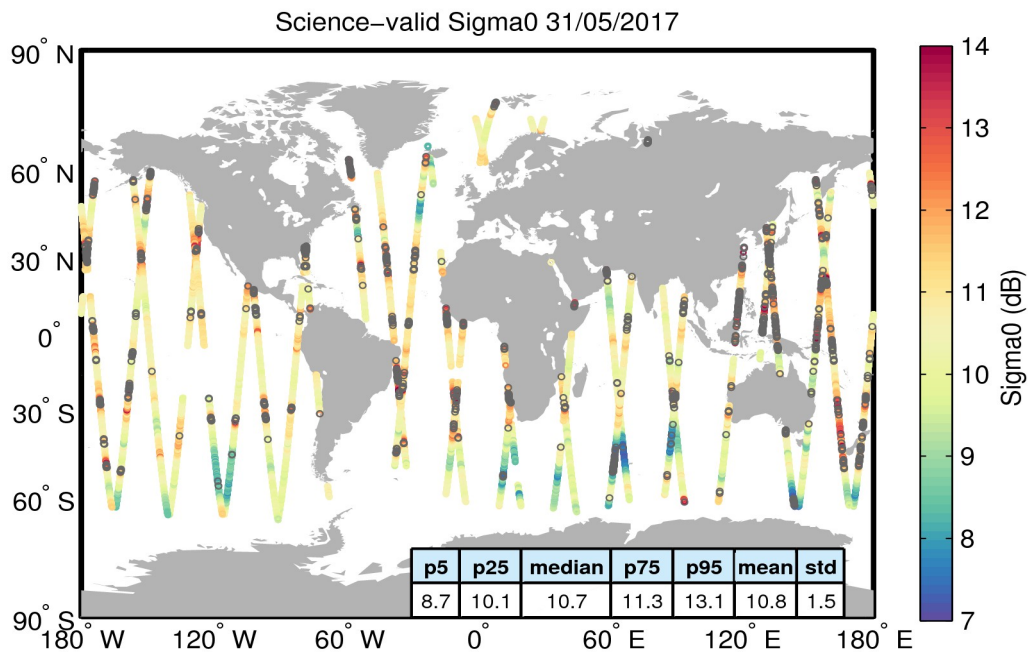 Science−valid Sigma0 31/05/2017
90° N
60° N
30° N
0°
30° S
60° S
90° S
180° W
120° W
60° W
0°
60° E
120° E
180° E
p5 p25 median p75 p95 mean std
8.7 10.1 10.7 11.3 13.1 10.8 1.5
14
13
12
11
10
9
8
7
Sigma0 (dB)